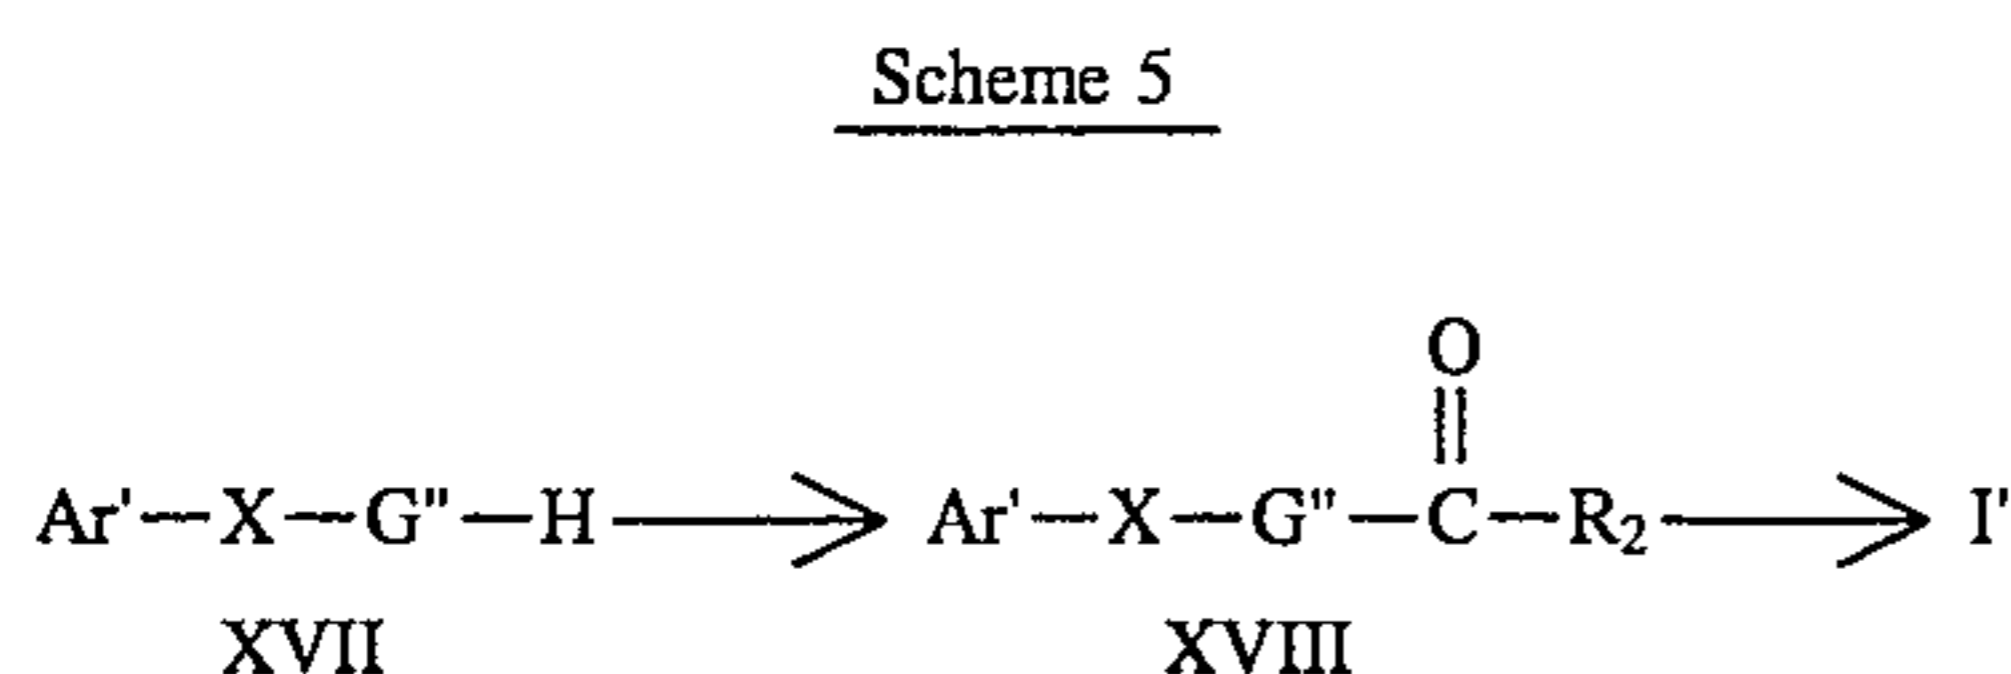 Scheme 5
O
Ar'—X—G"—H ⟶ Ar'—X—G"—C—R₂ ⟶ I'
XVII XVIII